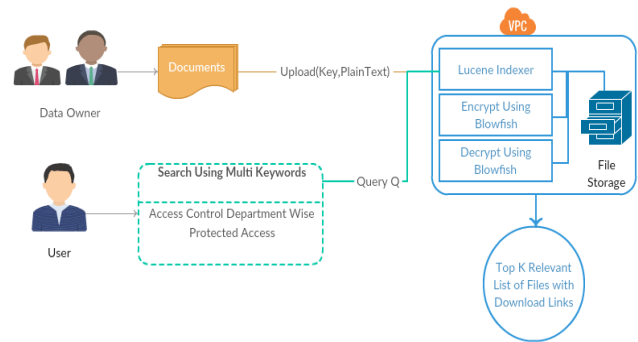 VPC
Documents
Upload(Key,PlainText)
Lucene Indexer
Data Owner
Encrypt Using
Blowfish
Decrypt Using
Blowfish
File
Storage
Search Using Multi Keywords
Query Q
Access Control Department Wise
Protected Access
User
Top K Relevant
List of Files with
Download Links